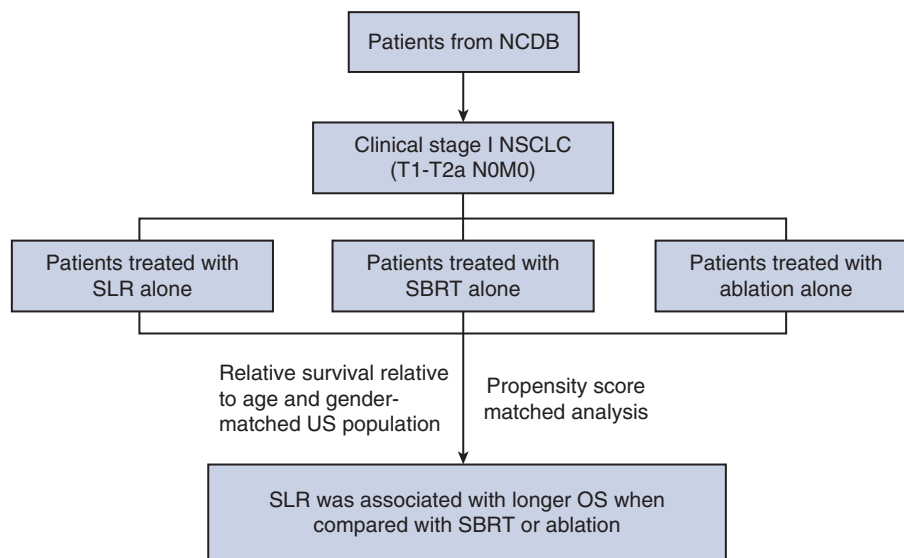 Patients from NCDB
Clinical stage I NSCLC
(T1-T2a N0M0)
Patients treated with
SLR alone
Patients treated with
SBRT alone
Patients treated with
ablation alone
Relative survival relative
to age and gender-
matched US population
Propensity score
matched analysis
SLR was associated with longer OS when
compared with SBRT or ablation